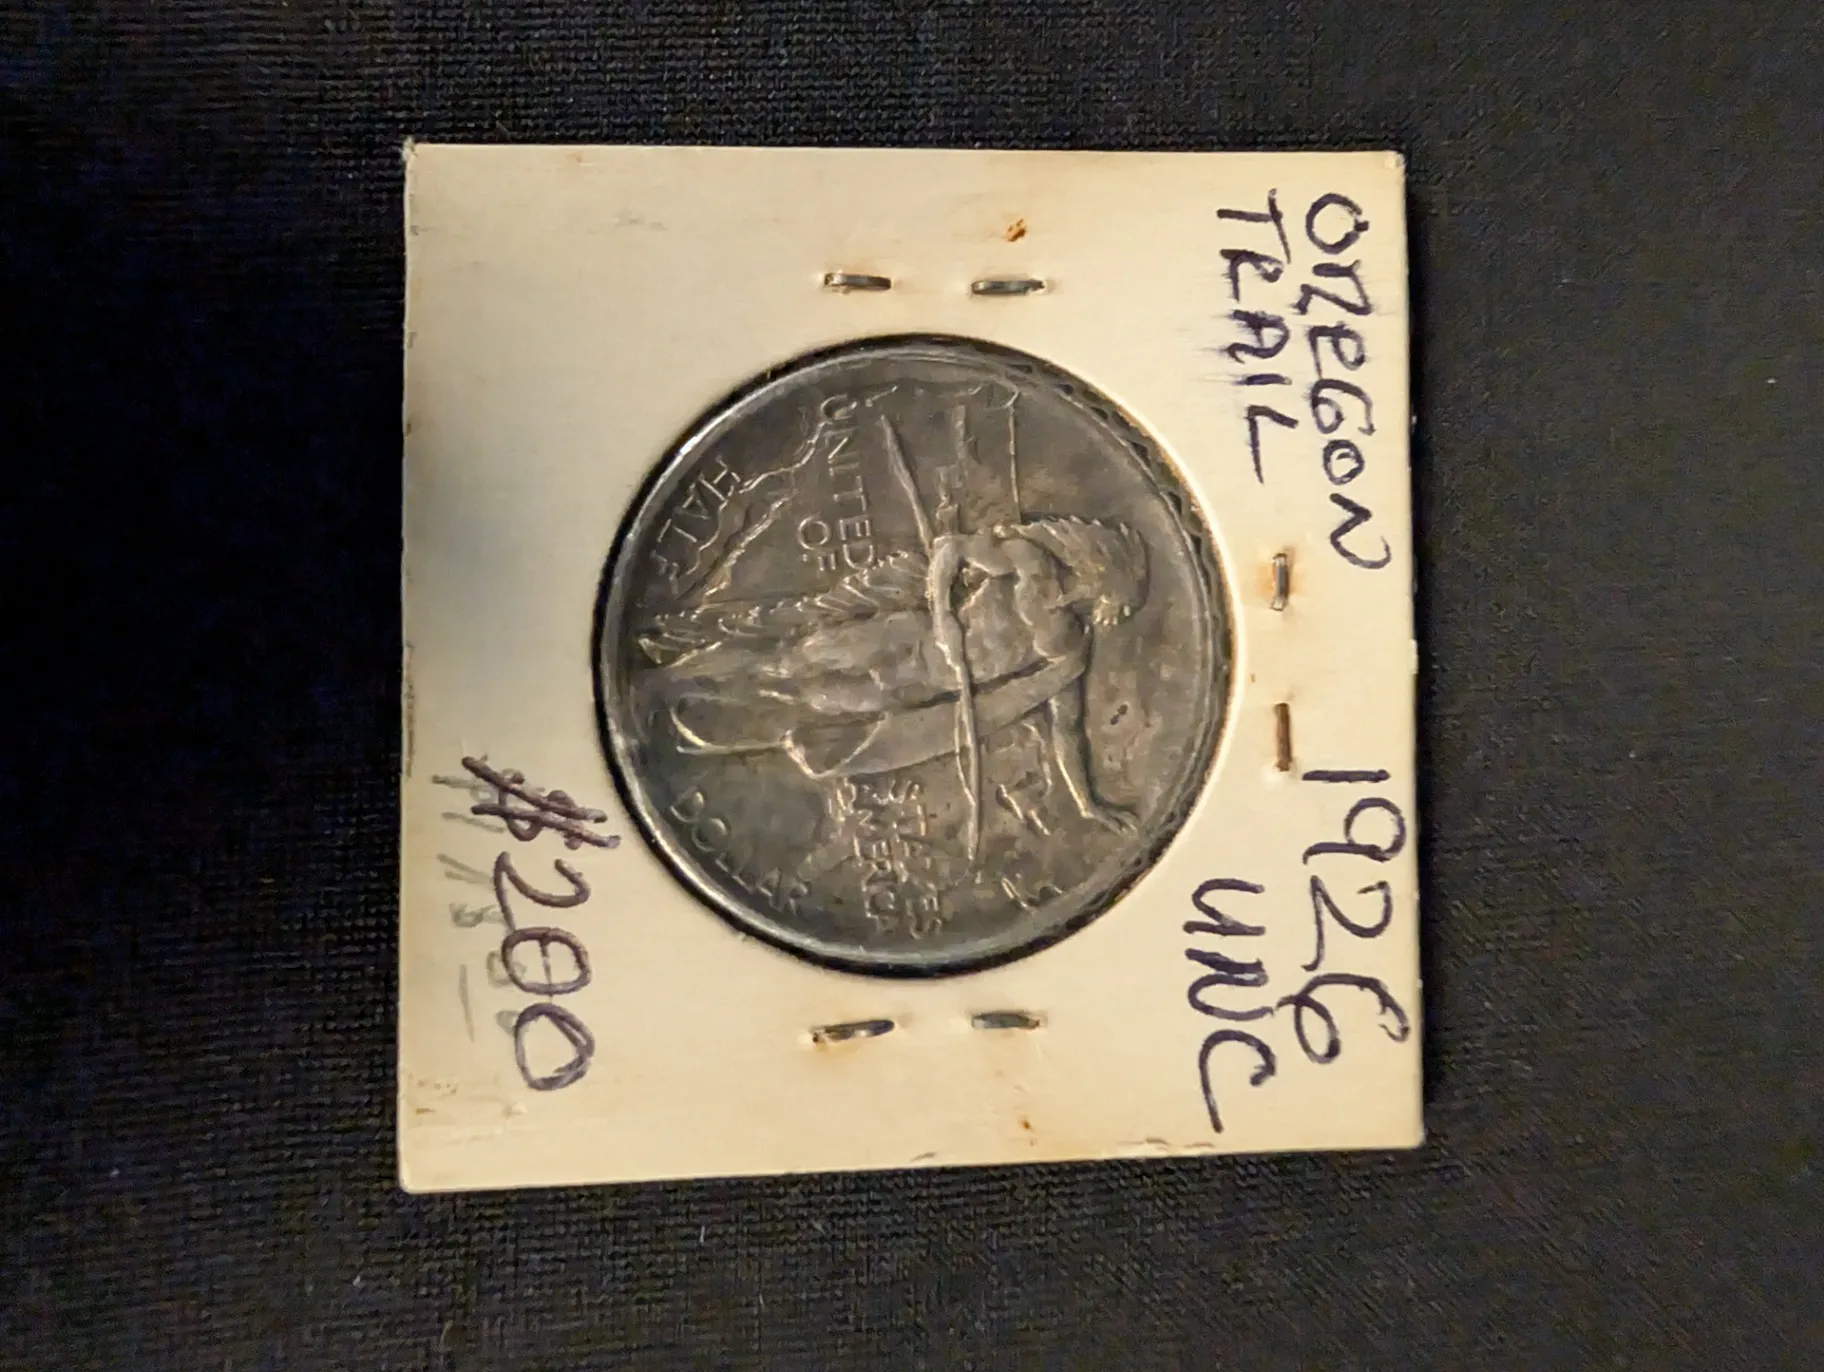 OREGON 1926
TRAIL UNC
UNITED STATES
OF AMERICA
HALF DOLLAR
$200